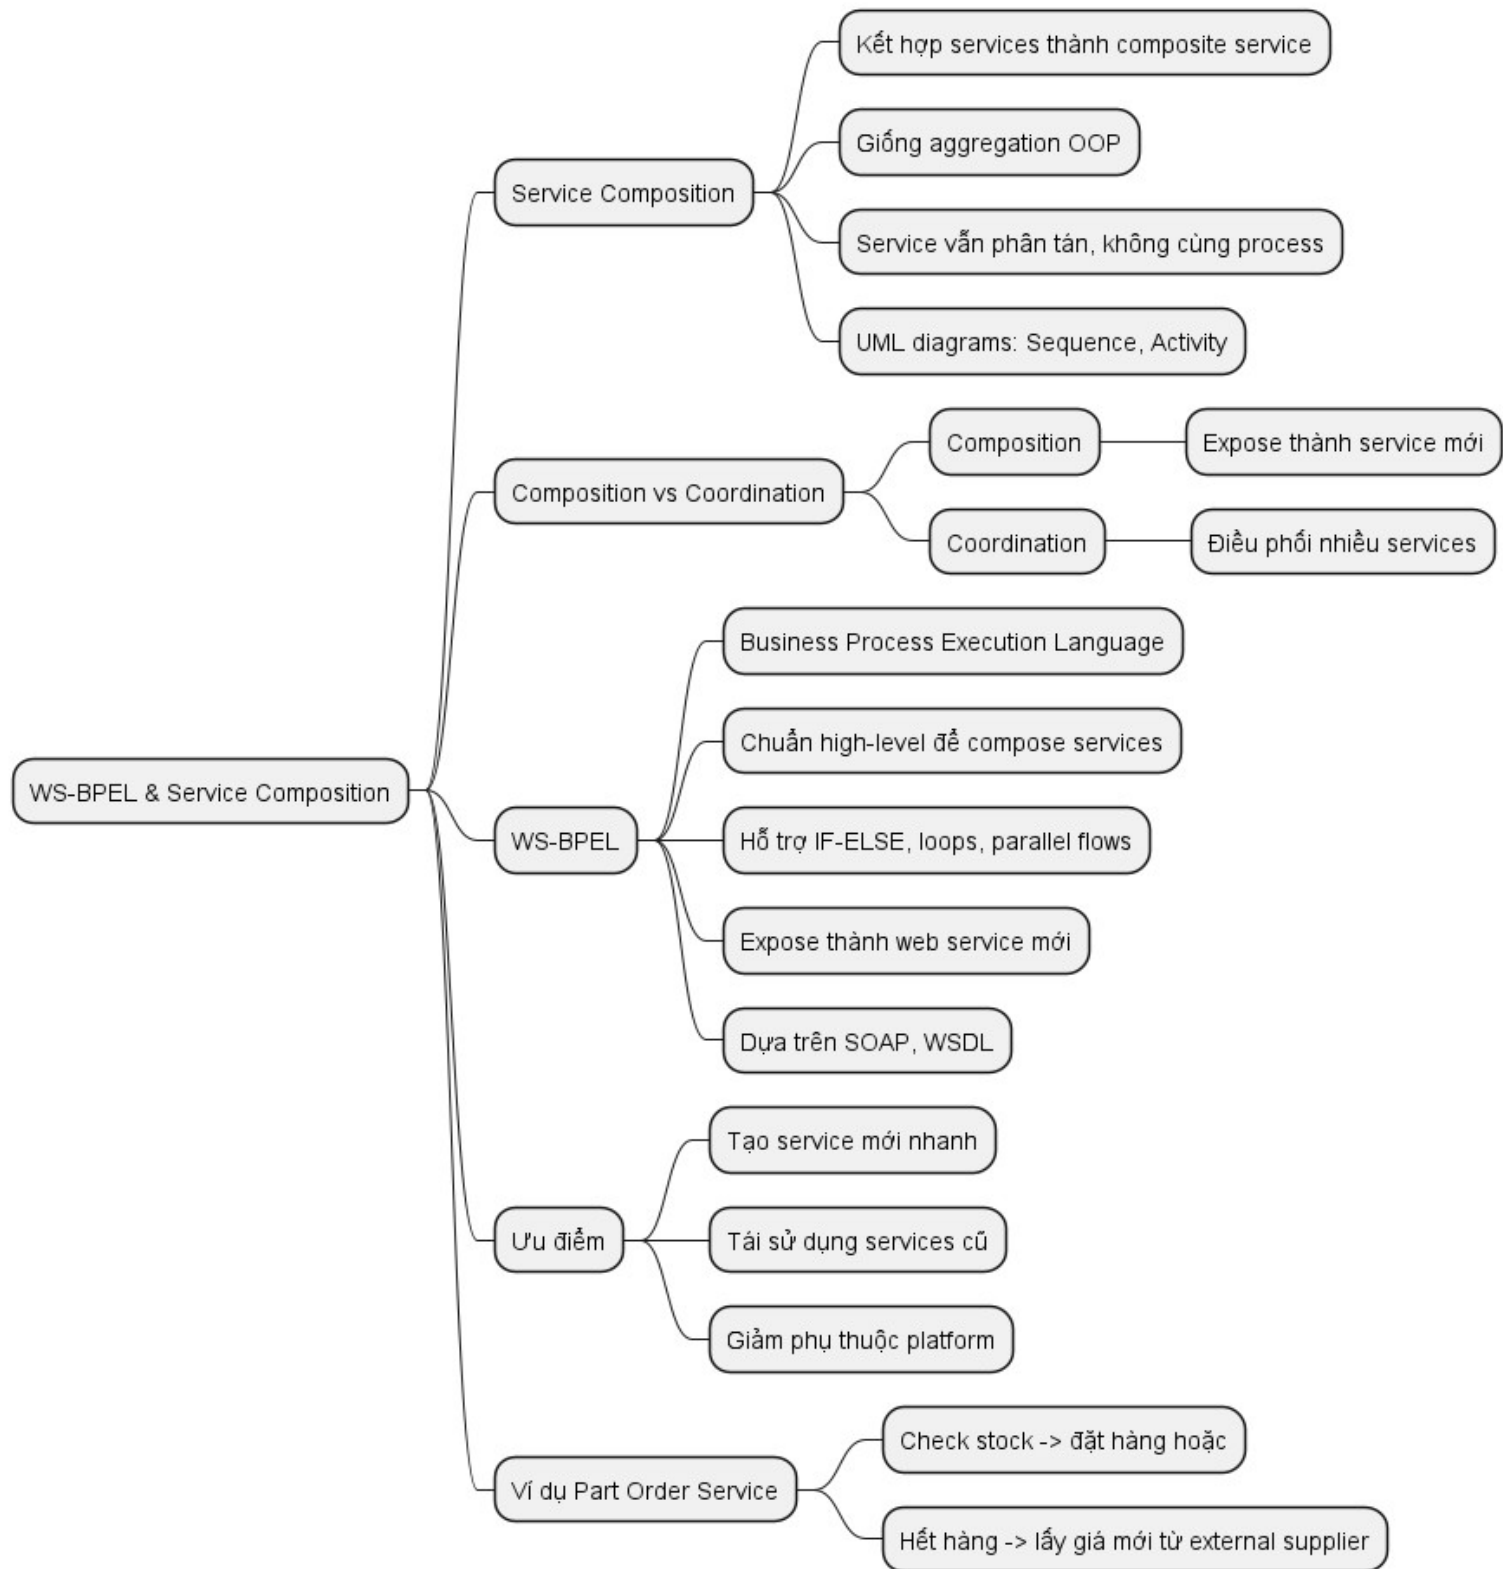 WS-BPEL & Service Composition
Service Composition
Kết hợp services thành composite service
Giống aggregation OOP
Service vẫn phân tán, không cùng process
UML diagrams: Sequence, Activity
Composition vs Coordination
Composition
Expose thành service mới
Coordination
Điều phối nhiều services
WS-BPEL
Business Process Execution Language
Chuẩn high-level để compose services
Hỗ trợ IF-ELSE, loops, parallel flows
Expose thành web service mới
Dựa trên SOAP, WSDL
Ưu điểm
Tạo service mới nhanh
Tái sử dụng services cũ
Giảm phụ thuộc platform
Ví dụ Part Order Service
Check stock -> đặt hàng hoặc
Hết hàng -> lấy giá mới từ external supplier